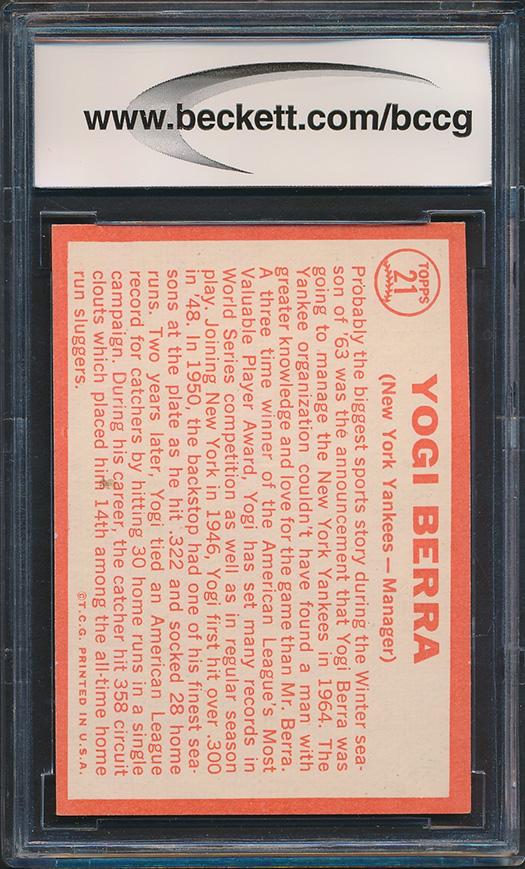 www.beckett.com/bccg
TOPPS
21
YOGI BERRA
(New York Yankees — Manager)
Probably the biggest sports story during the Winter sea-
son of '63 was the announcement that Yogi Berra was
going to manage the New York Yankees in 1964. The
Yankee organization couldn't have found a man with
greater knowledge and love for the game than Mr. Berra.
A three time winner of the American League's Most
Valuable Player Award, Yogi has set many records in
World Series competition as well as in regular season
play. Joining New York in 1946, Yogi first hit over .300
in '48. In 1950, the backstop had one of his finest sea-
sons at the plate as he hit .322 and socked 28 home
runs. Two years later, Yogi tied an American League
record for catchers by hitting 30 home runs in a single
campaign. During his career, the catcher hit 358 circuit
clouts which placed him 14th among the all-time home
run sluggers.
©T.C.G. PRINTED IN U.S.A.